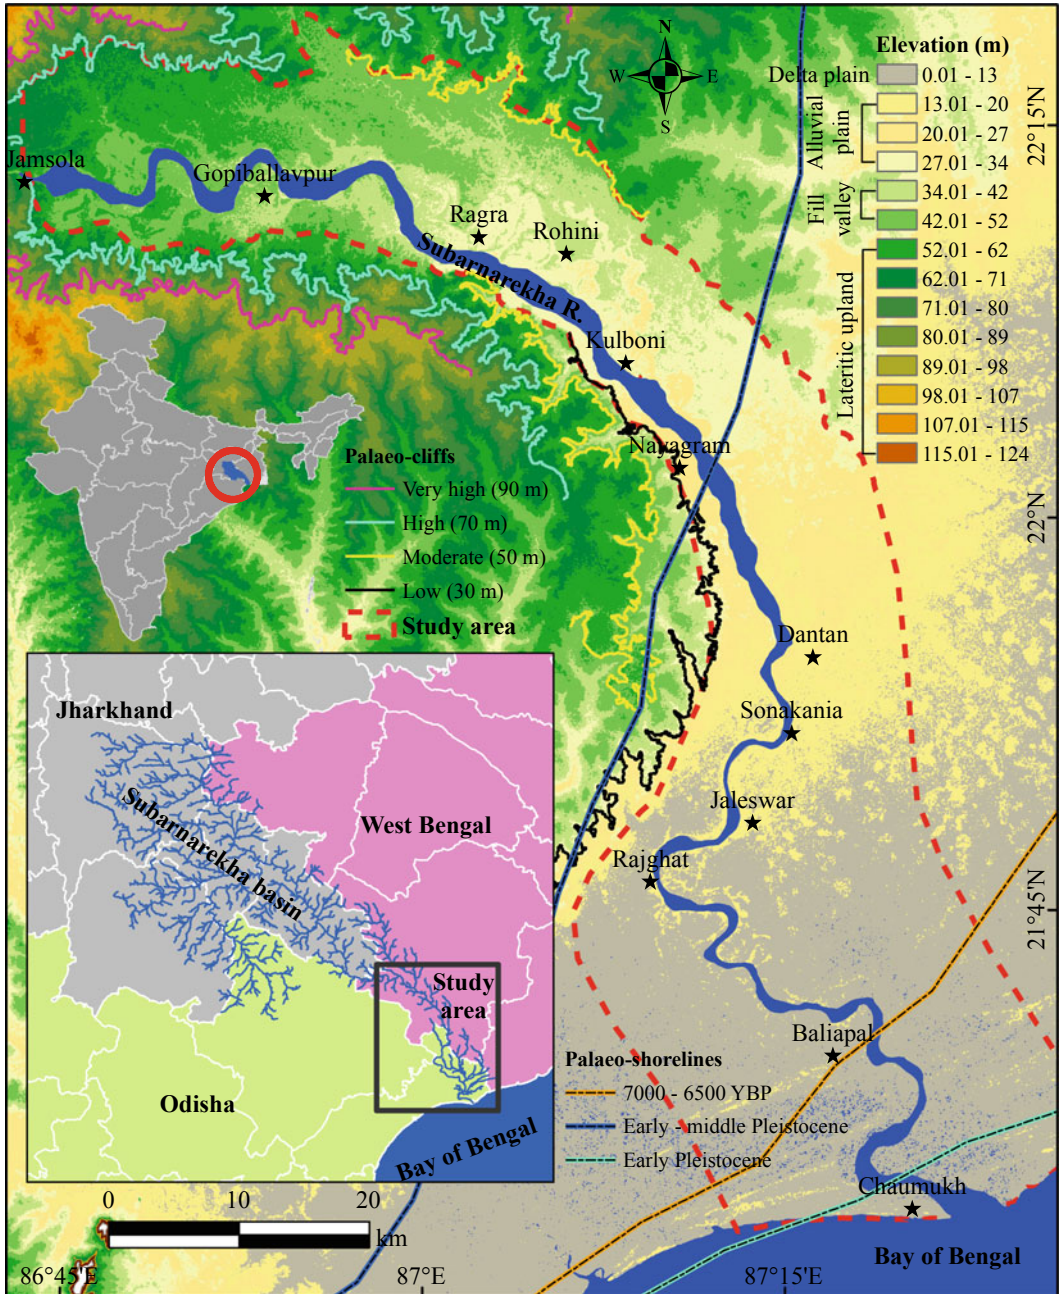 N
W
E
S
Elevation (m)
Delta plain
0.01 - 13
Alluvial
plain
13.01 - 20
20.01 - 27
27.01 - 34
Fill
valley
34.01 - 42
42.01 - 52
Lateritic upland
52.01 - 62
62.01 - 71
71.01 - 80
80.01 - 89
89.01 - 98
98.01 - 107
107.01 - 115
115.01 - 124
22°15'N
22°N
21°45'N
Jamsola
Gopiballavpur
Ragra
Rohini
Subarnarekha R.
Kulboni
Nayagram
Palaeo-cliffs
Very high (90 m)
High (70 m)
Moderate (50 m)
Low (30 m)
Study area
Dantan
Sonakania
Jaleswar
Rajghat
Baliapal
Chaumukh
Jharkhand
Subarnarekha basin
West Bengal
Study
area
Odisha
Bay of Bengal
Palaeo-shorelines
7000 - 6500 YBP
Early - middle Pleistocene
Early Pleistocene
0
10
20
km
Bay of Bengal
86°45'E
87°E
87°15'E